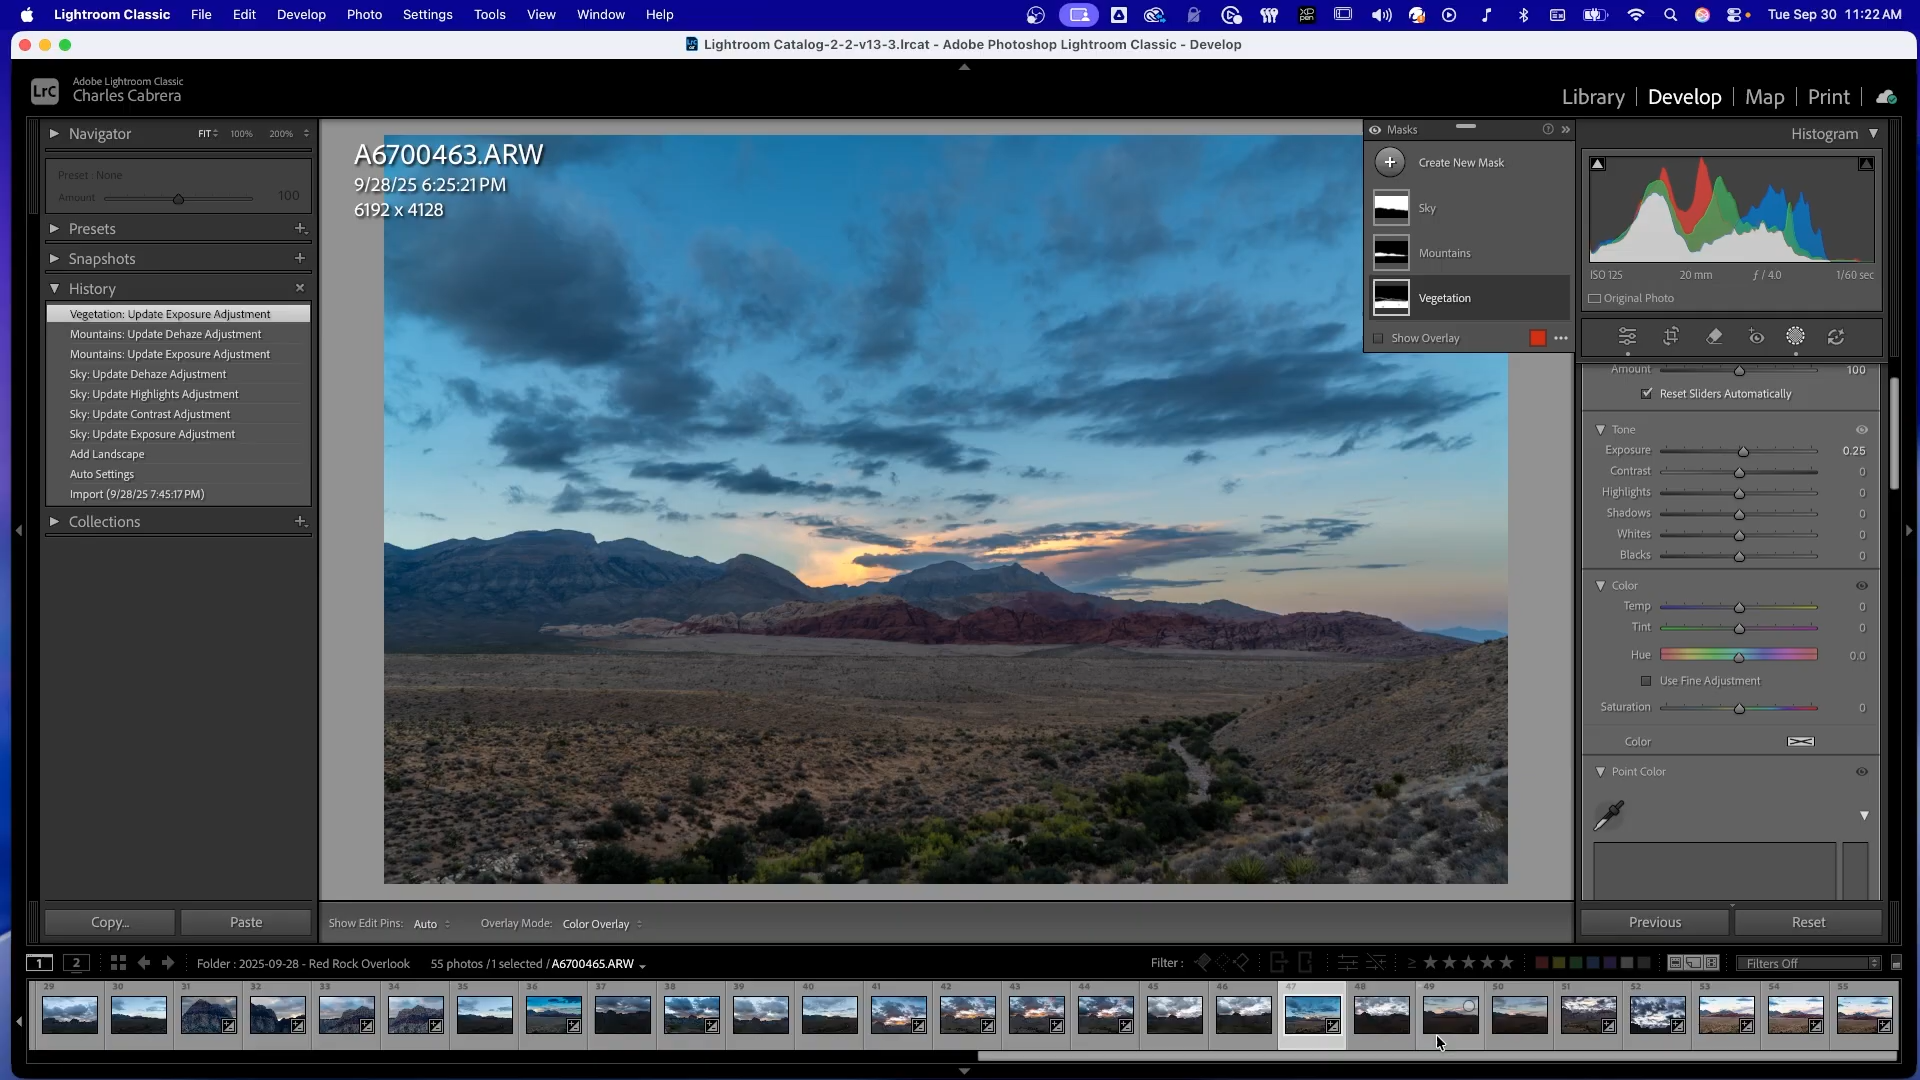 Lightroom Classic File Edit Develop Photo Settings Tools View Window Help Tue Sep 30 11:22 AM
Lightroom Catalog-2-2-v13-3.lrcat - Adobe Photoshop Lightroom Classic - Develop
LrC
Adobe Lightroom Classic
Charles Cabrera
Library | Develop | Map | Print
Navigator FIT 100% 200%
Preset : None
Amount 100
Presets
Snapshots
History
Vegetation: Update Exposure Adjustment
Mountains: Update Dehaze Adjustment
Mountains: Update Exposure Adjustment
Sky: Update Dehaze Adjustment
Sky: Update Highlights Adjustment
Sky: Update Contrast Adjustment
Sky: Update Exposure Adjustment
Add Landscape
Auto Settings
Import (9/28/25 7:45:17 PM)
Collections
Copy... Paste
A6700463.ARW
9/28/25 6:25:21 PM
6192 x 4128
Masks
Create New Mask
Sky
Mountains
Vegetation
Show Overlay
Show Edit Pins: Auto Overlay Mode: Color Overlay
Histogram
ISO 125 20 mm ƒ / 4.0 1/60 sec
Original Photo
Amount 100
Reset Sliders Automatically
Tone
Exposure 0.25
Contrast 0
Highlights 0
Shadows 0
Whites 0
Blacks 0
Color
Temp 0
Tint 0
Hue 0.0
Use Fine Adjustment
Saturation 0
Color
Point Color
Previous Reset
1 2 Folder : 2025-09-28 - Red Rock Overlook 55 photos / 1 selected / A6700465.ARW Filter : ≥ Filters Off
29 30 31 32 33 34 35 36 37 38 39 40 41 42 43 44 45 46 47 48 49 50 51 52 53 54 55